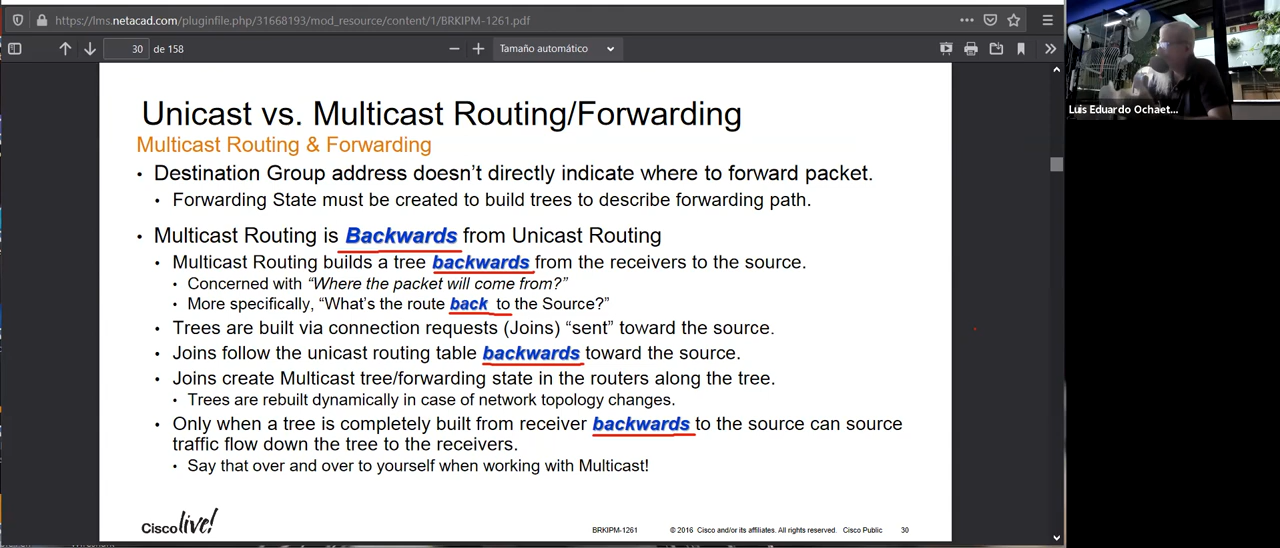 https://lms.netacad.com/pluginfile.php/31668193/mod_resource/content/1/BRKIPM-1261.pdf
30 de 158
Tamaño automático
Luis Eduardo Ochaet...
Unicast vs. Multicast Routing/Forwarding
Multicast Routing & Forwarding
• Destination Group address doesn't directly indicate where to forward packet.
• Forwarding State must be created to build trees to describe forwarding path.
• Multicast Routing is Backwards from Unicast Routing
• Multicast Routing builds a tree backwards from the receivers to the source.
• Concerned with "Where the packet will come from?"
• More specifically, "What's the route back to the Source?"
• Trees are built via connection requests (Joins) "sent" toward the source.
• Joins follow the unicast routing table backwards toward the source.
• Joins create Multicast tree/forwarding state in the routers along the tree.
• Trees are rebuilt dynamically in case of network topology changes.
• Only when a tree is completely built from receiver backwards to the source can source
traffic flow down the tree to the receivers.
• Say that over and over to yourself when working with Multicast!
Cisco live!
BRKIPM-1261 © 2016 Cisco and/or its affiliates. All rights reserved. Cisco Public 30